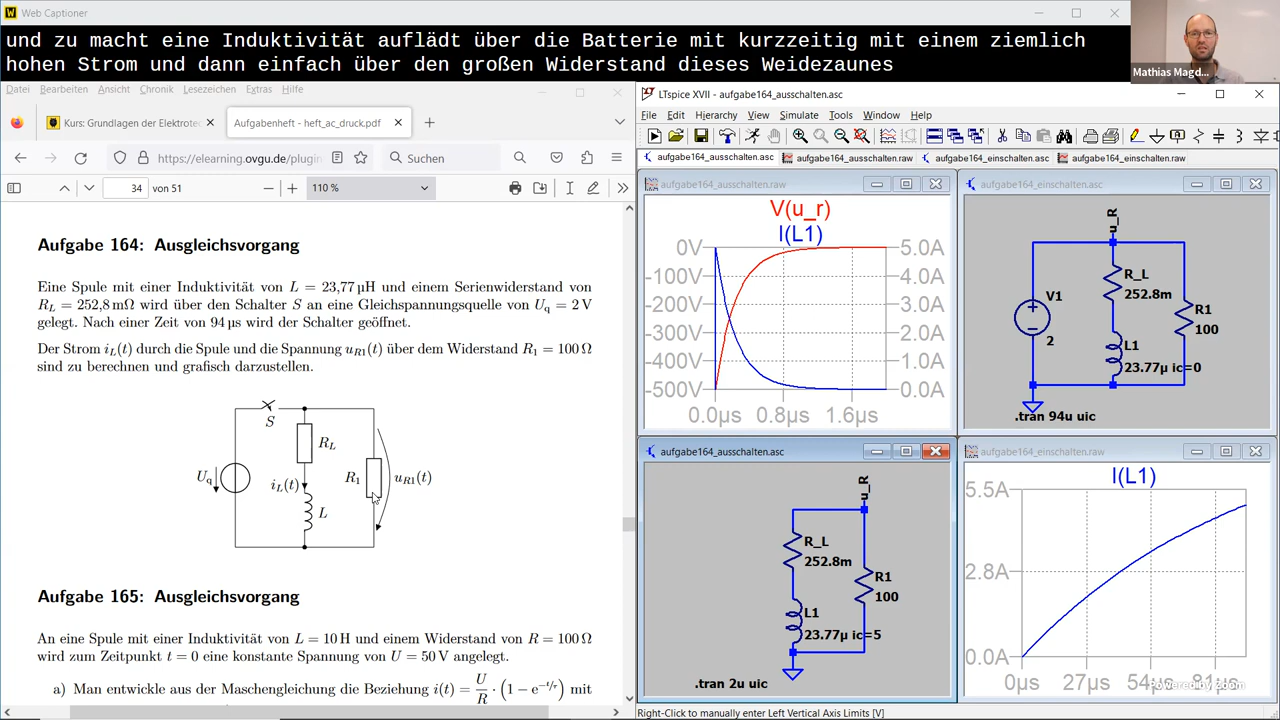 Web Captioner
und zu macht eine Induktivität auflädt über die Batterie mit kurzzeitig mit einem ziemlich
hohen Strom und dann einfach über den großen Widerstand dieses Weidezaunes
Mathias Magd...
Datei Bearbeiten Ansicht Chronik Lesezeichen Extras Hilfe
Kurs: Grundlagen der Elektrotec
Aufgabenheft - heft_ac_druck.pdf
https://elearning.ovgu.de/plugin
Suchen
34 von 51
110 %
Aufgabe 164: Ausgleichsvorgang
Eine Spule mit einer Induktivität von L = 23,77 µH und einem Serienwiderstand von
R_L = 252,8 mΩ wird über den Schalter S an eine Gleichspannungsquelle von U_q = 2 V
gelegt. Nach einer Zeit von 94 µs wird der Schalter geöffnet.
Der Strom i_L(t) durch die Spule und die Spannung u_R1(t) über dem Widerstand R_1 = 100 Ω
sind zu berechnen und grafisch darzustellen.
S
R_L
U_q
i_L(t)
R_1
u_R1(t)
L
Aufgabe 165: Ausgleichsvorgang
An eine Spule mit einer Induktivität von L = 10 H und einem Widerstand von R = 100 Ω
wird zum Zeitpunkt t = 0 eine konstante Spannung von U = 50 V angelegt.
a) Man entwickle aus der Maschengleichung die Beziehung i(t) = U/R · (1 − e^(−t/τ)) mit
LTspice XVII - aufgabe164_ausschalten.asc
File Edit Hierarchy View Simulate Tools Window Help
aufgabe164_ausschalten.asc
aufgabe164_ausschalten.raw
aufgabe164_einschalten.asc
aufgabe164_einschalten.raw
aufgabe164_ausschalten.raw
V(u_r)
I(L1)
0V
-100V
-200V
-300V
-400V
-500V
5.0A
4.0A
3.0A
2.0A
1.0A
0.0A
0.0µs 0.8µs 1.6µs
aufgabe164_einschalten.asc
u_R
R_L
252.8m
V1
2
R1
100
L1
23.77µ ic=0
.tran 94u uic
aufgabe164_ausschalten.asc
u_R
R_L
252.8m
R1
100
L1
23.77µ ic=5
.tran 2u uic
aufgabe164_einschalten.raw
I(L1)
5.5A
2.8A
0.0A
0µs 27µs 54µs 81µs
Powered by Zoom
Right-Click to manually enter Left Vertical Axis Limits [V]